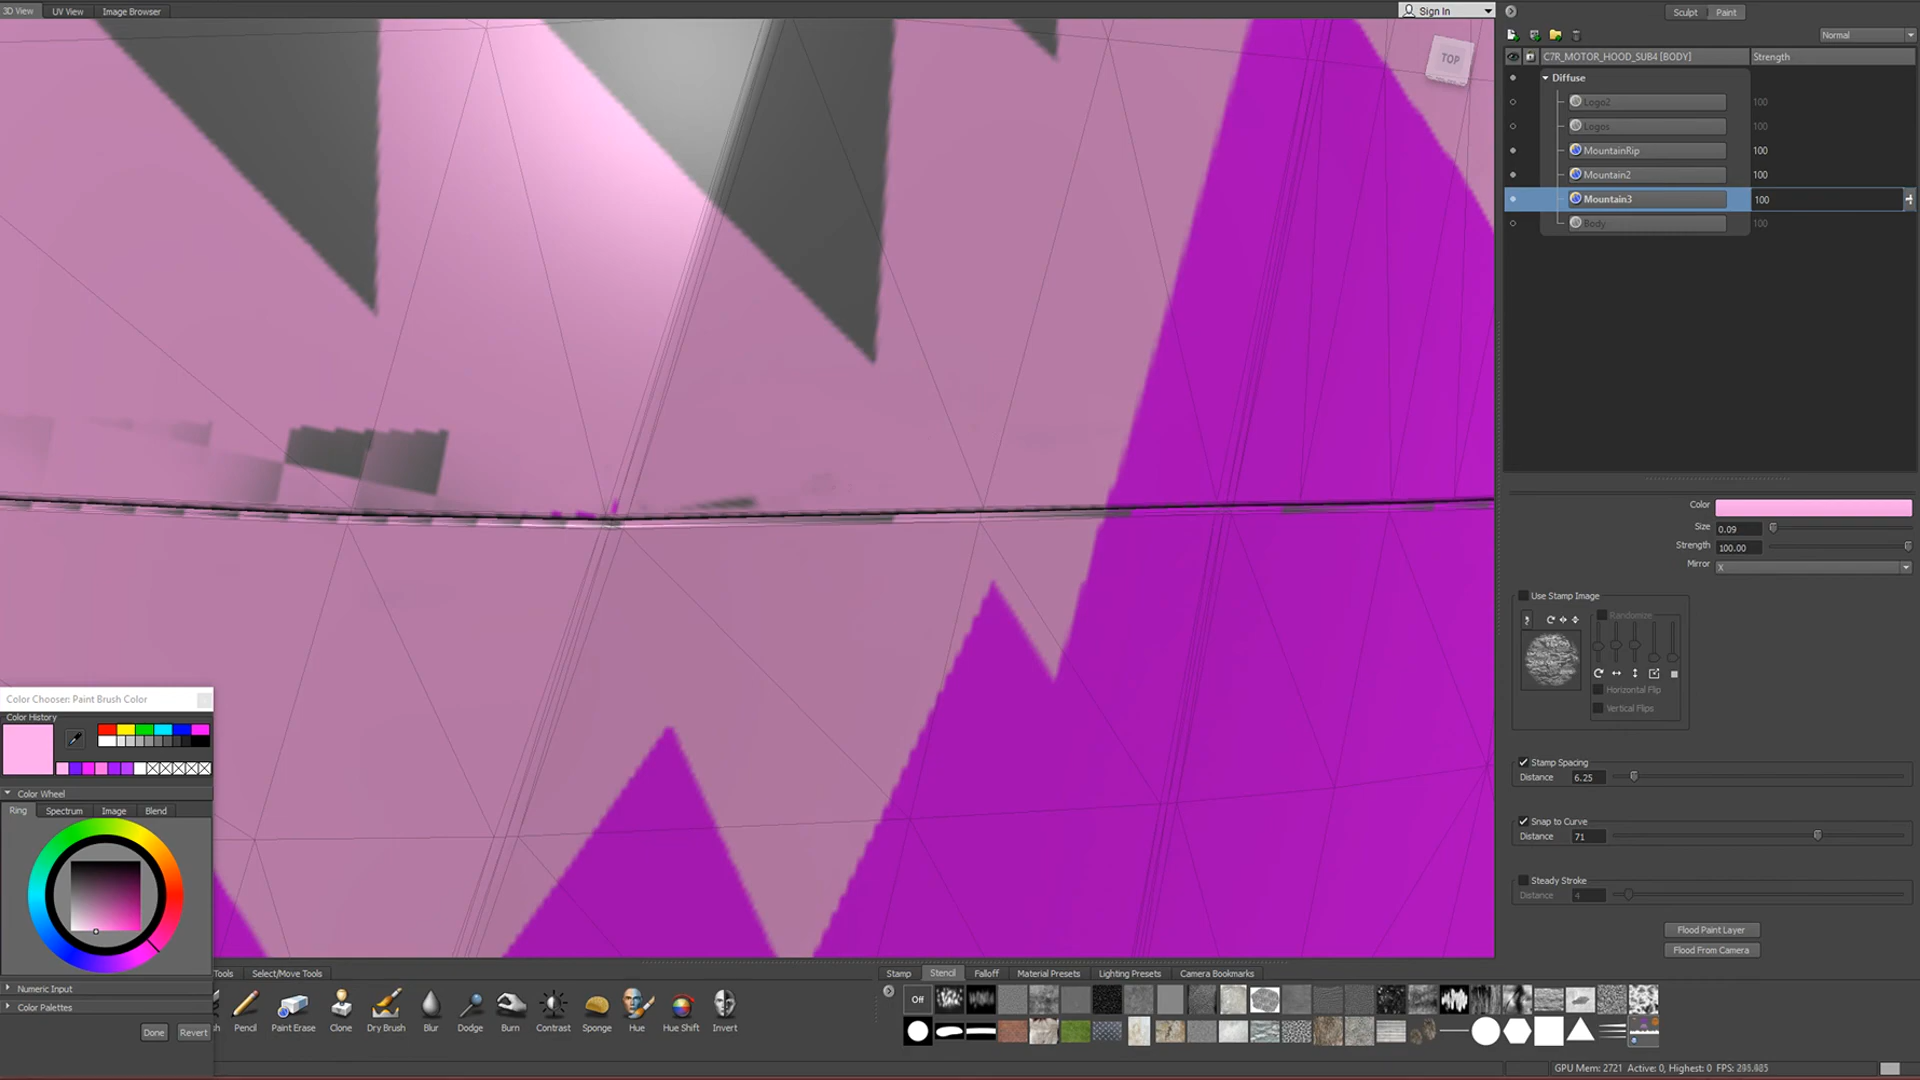 3D View UV View Image Browser Sign In
Sculpt Paint
TOP
Normal
C7R_MOTOR_HOOD_SUB4 [BODY] Strength
Diffuse
Logo2 100
Logos 100
MountainRip 100
Mountain2 100
Mountain3 100
Body 100
Color
Size 0.09
Strength 100.00
Mirror X
Use Stamp Image
Randomize
Horizontal Flip
Vertical Flips
Stamp Spacing
Distance 6.25
Snap to Curve
Distance 71
Steady Stroke
Distance 4
Flood Paint Layer
Flood From Camera
Color Chooser: Paint Brush Color
Color History
Color Wheel
Ring Spectrum Image Blend
Numeric Input
Color Palettes
Done Revert
Tools Select/Move Tools
Pencil Paint Erase Clone Dry Brush Blur Dodge Burn Contrast Sponge Hue Hue Shift Invert
Stamp Stencil Falloff Material Presets Lighting Presets Camera Bookmarks
Off
GPU Mem: 2721 Active: 0, Highest: 0 FPS: